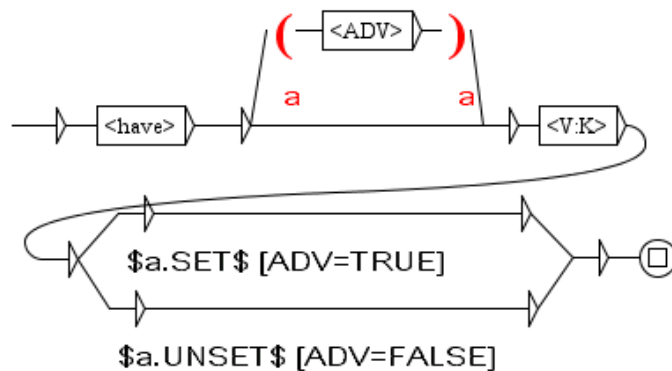 ( <ADV> )
a a
<have> <V:K>
$a.SET$ [ADV=TRUE]
$a.UNSET$ [ADV=FALSE]